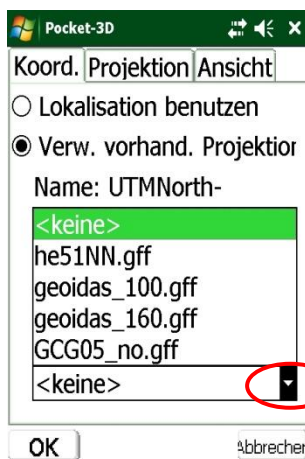 Pocket-3D
Koord. Projektion Ansicht
Lokalisation benutzen
Verw. vorhand. Projektior
Name: UTMNorth-
<keine>
he51NN.gff
geoidas_100.gff
geoidas_160.gff
GCG05_no.gff
<keine>
OK Abbrechen